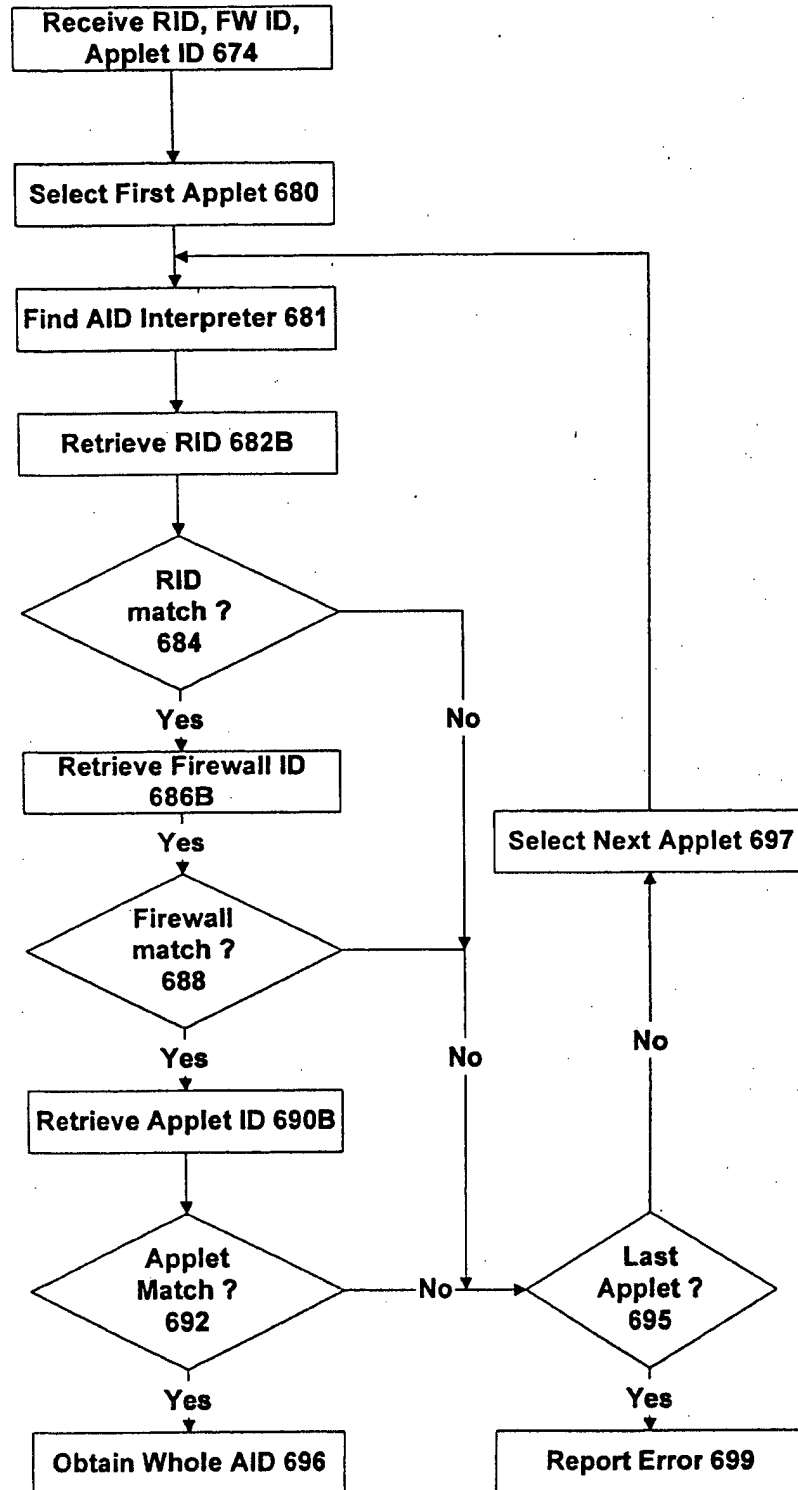 Receive RID, FW ID,
Applet ID 674
Select First Applet 680
Find AID Interpreter 681
Retrieve RID 682B
RID
match ?
684
Yes
No
Retrieve Firewall ID
686B
Select Next Applet 697
Yes
Firewall
match ?
688
No
No
Yes
Retrieve Applet ID 690B
Applet
Match ?
692
No
Last
Applet ?
695
Yes
Yes
Obtain Whole AID 696
Report Error 699